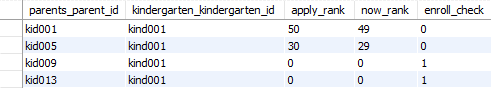 parents_parent_id kindergarten_kindergarten_id apply_rank now_rank enroll_check
kid001 kind001 50 49 0
kid005 kind001 30 29 0
kid009 kind001 0 0 1
kid013 kind001 0 0 1